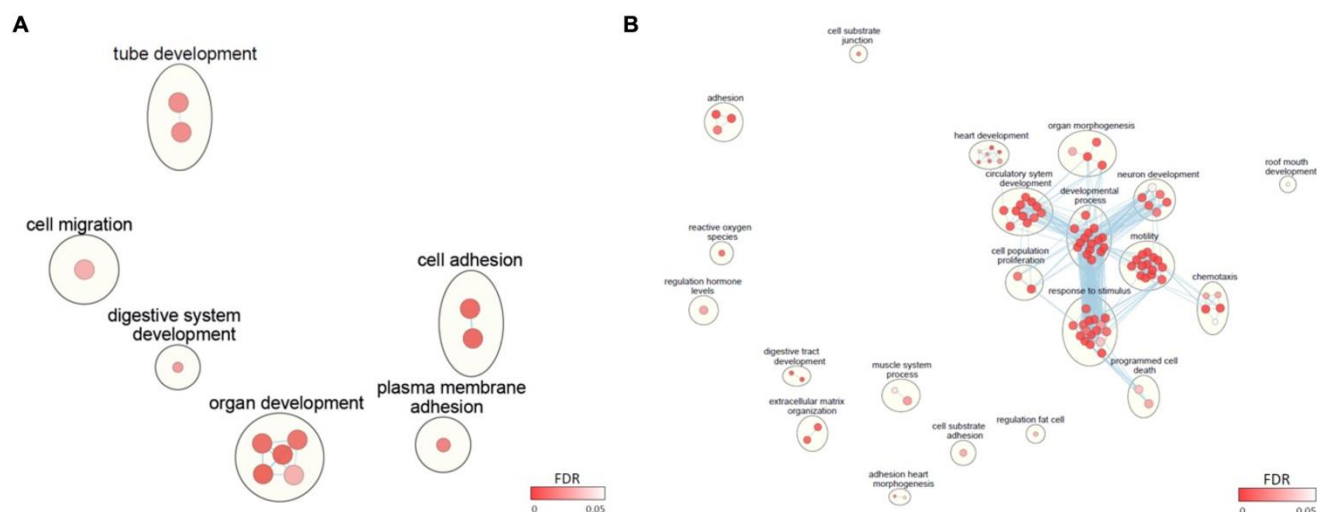 A
tube development
cell migration
digestive system
development
cell adhesion
organ development
plasma membrane
adhesion
FDR
0
0.05
B
cell substrate
junction
adhesion
heart development
organ morphogenesis
circulatory sytem
development
developmental
process
neuron development
roof mouth
development
reactive oxygen
species
cell population
proliferation
motility
regulation hormone
levels
response to stimulus
chemotaxis
digestive tract
development
muscle system
process
programmed cell
death
extracellular matrix
organization
cell substrate
adhesion
regulation fat cell
adhesion heart
morphogenesis
FDR
0
0.05